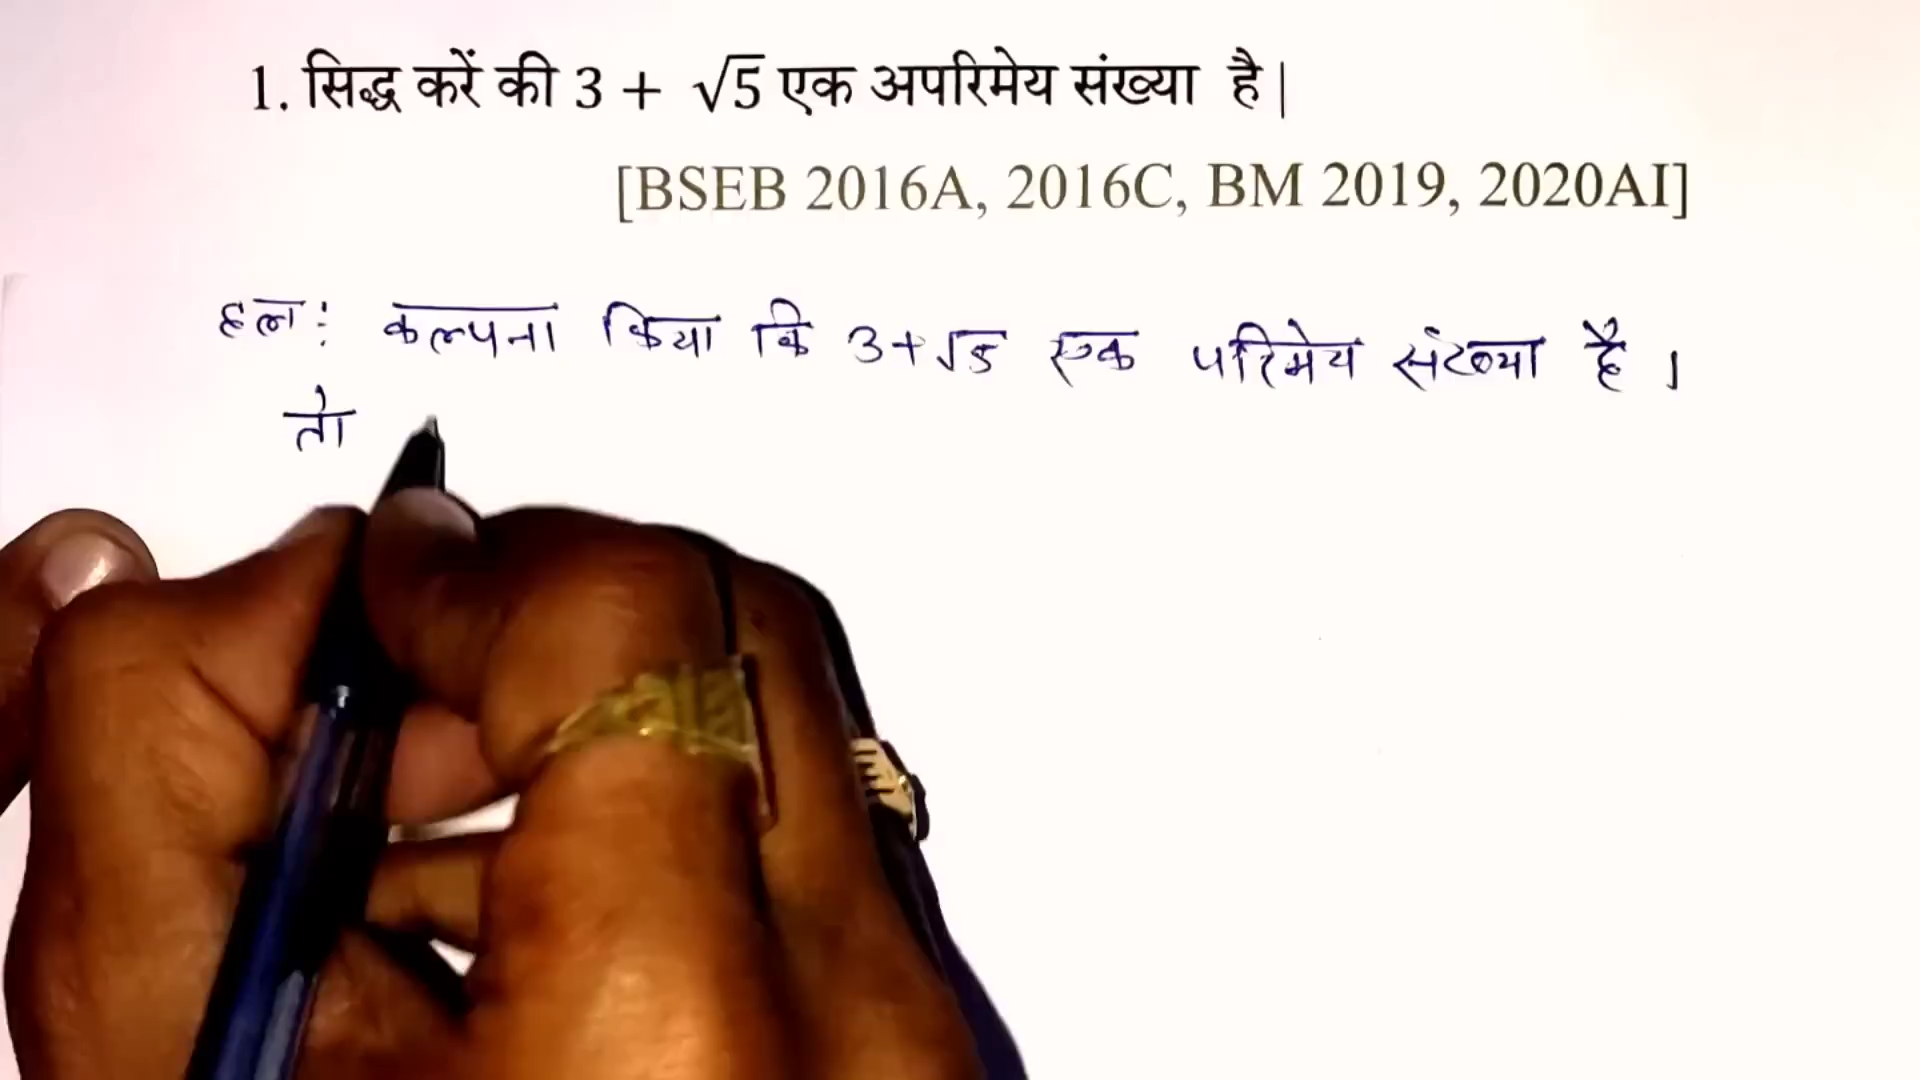 1. सिद्ध करें की 3 + √5 एक अपरिमेय संख्या है|
[BSEB 2016A, 2016C, BM 2019, 2020AI]
हल: कल्पना किया कि 3+√5 एक परिमेय संख्या है ।
तो